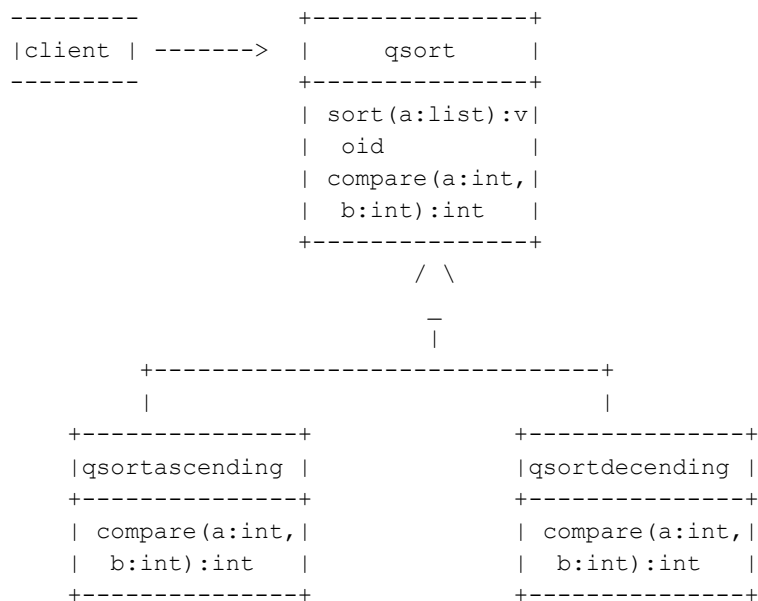 client
qsort
sort(a:list):v
oid
compare(a:int,
b:int):int
qsortascending
qsortdecending
compare(a:int,
b:int):int
compare(a:int,
b:int):int